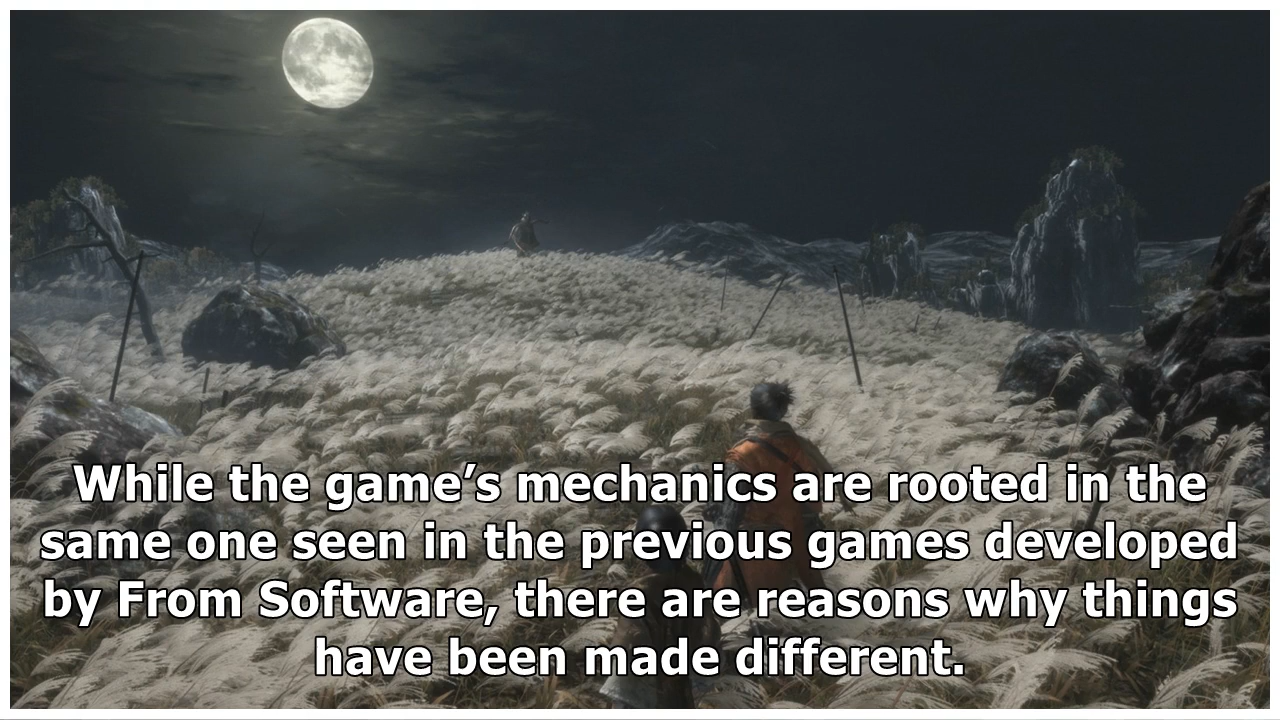 While the game’s mechanics are rooted in the
same one seen in the previous games developed
by From Software, there are reasons why things
have been made different.